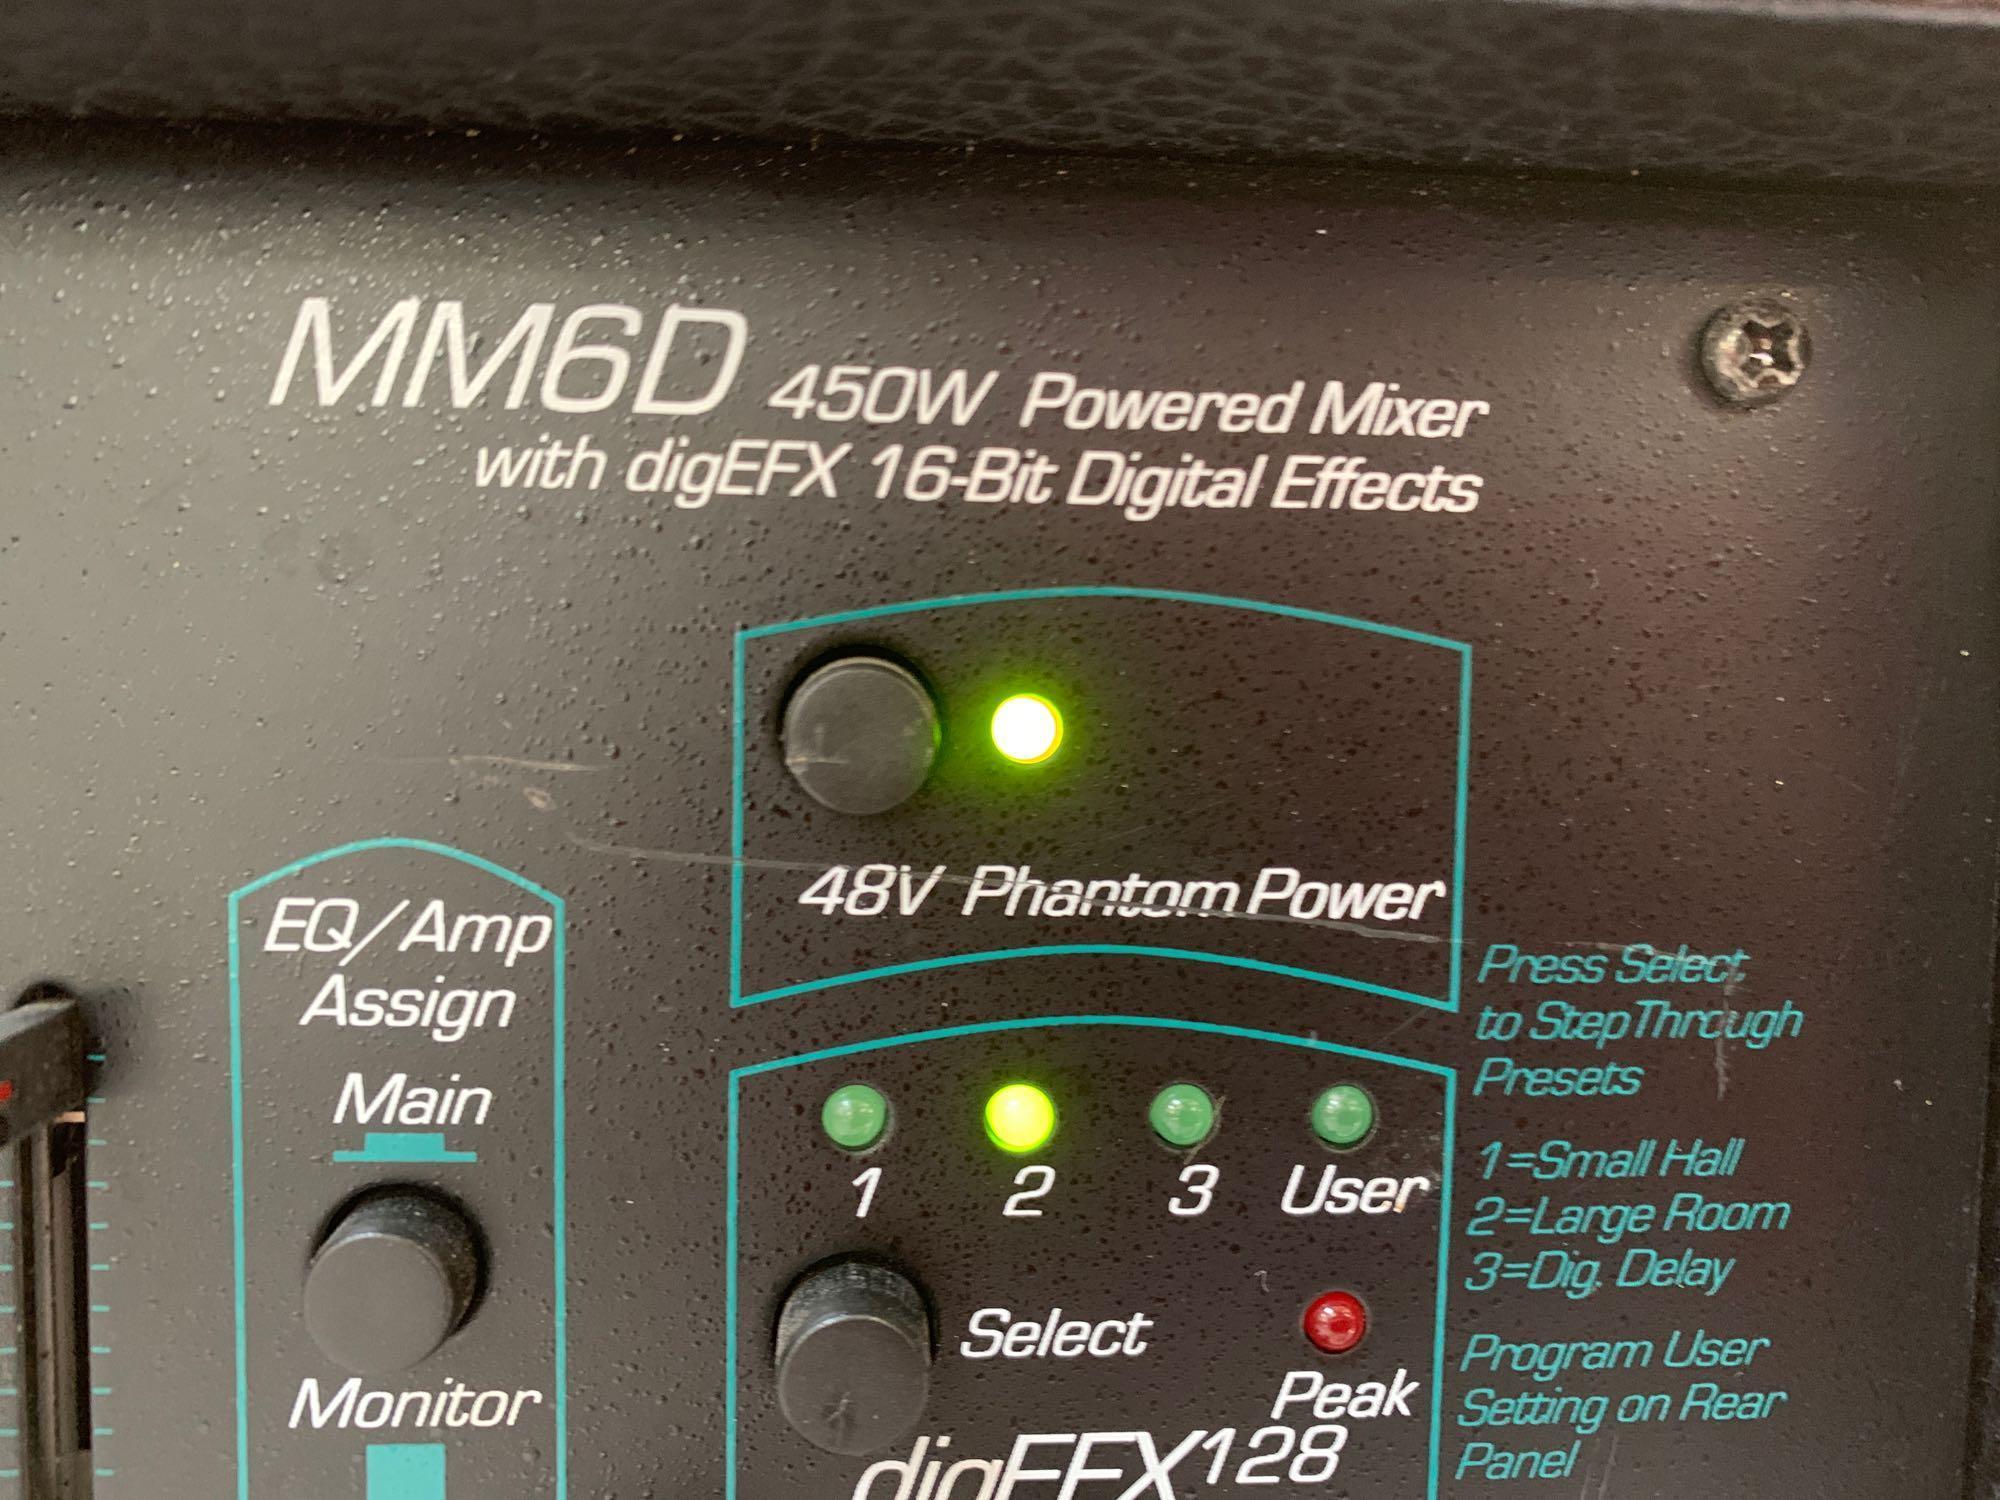 MM6D 450W Powered Mixer
with digEFX 16-Bit Digital Effects
48V Phantom Power
EQ/Amp
Assign
Main
Monitor
1 2 3 User
Select
Peak
digEFX128
Press Select
to Step Through
Presets
1=Small Hall
2=Large Room
3=Dig. Delay
Program User
Setting on Rear
Panel